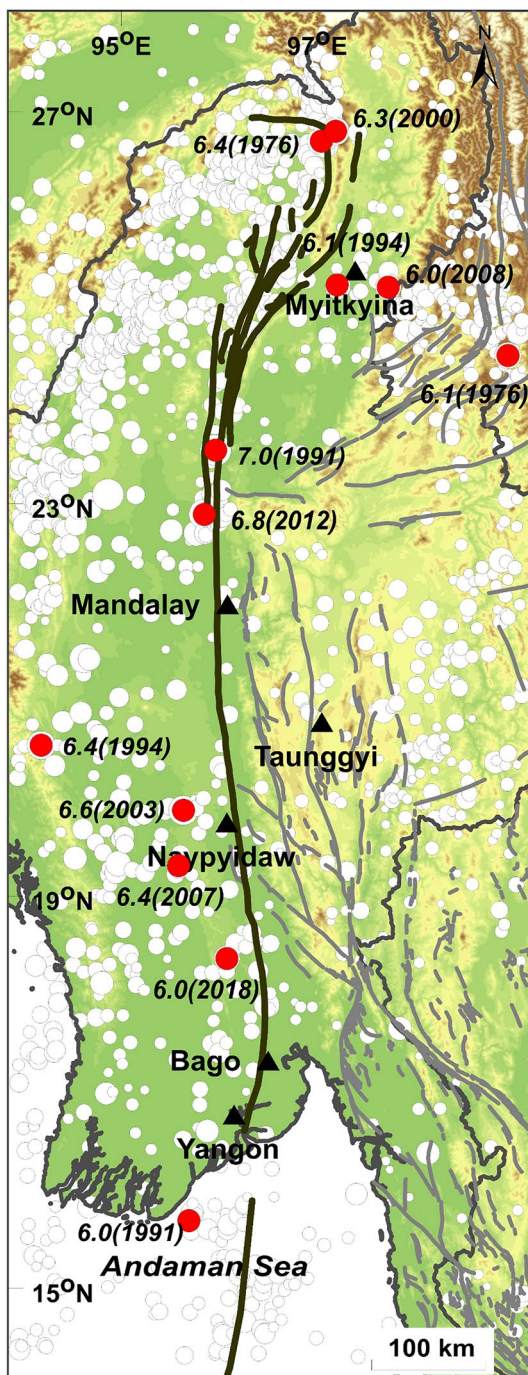 95°E
97°E
N
27°N
6.3(2000)
6.4(1976)
6.1(1994)
6.0(2008)
Myitkyina
6.1(1976)
7.0(1991)
23°N
6.8(2012)
Mandalay
6.4(1994)
Taunggyi
6.6(2003)
Naypyidaw
6.4(2007)
19°N
6.0(2018)
Bago
Yangon
6.0(1991)
Andaman Sea
15°N
100 km